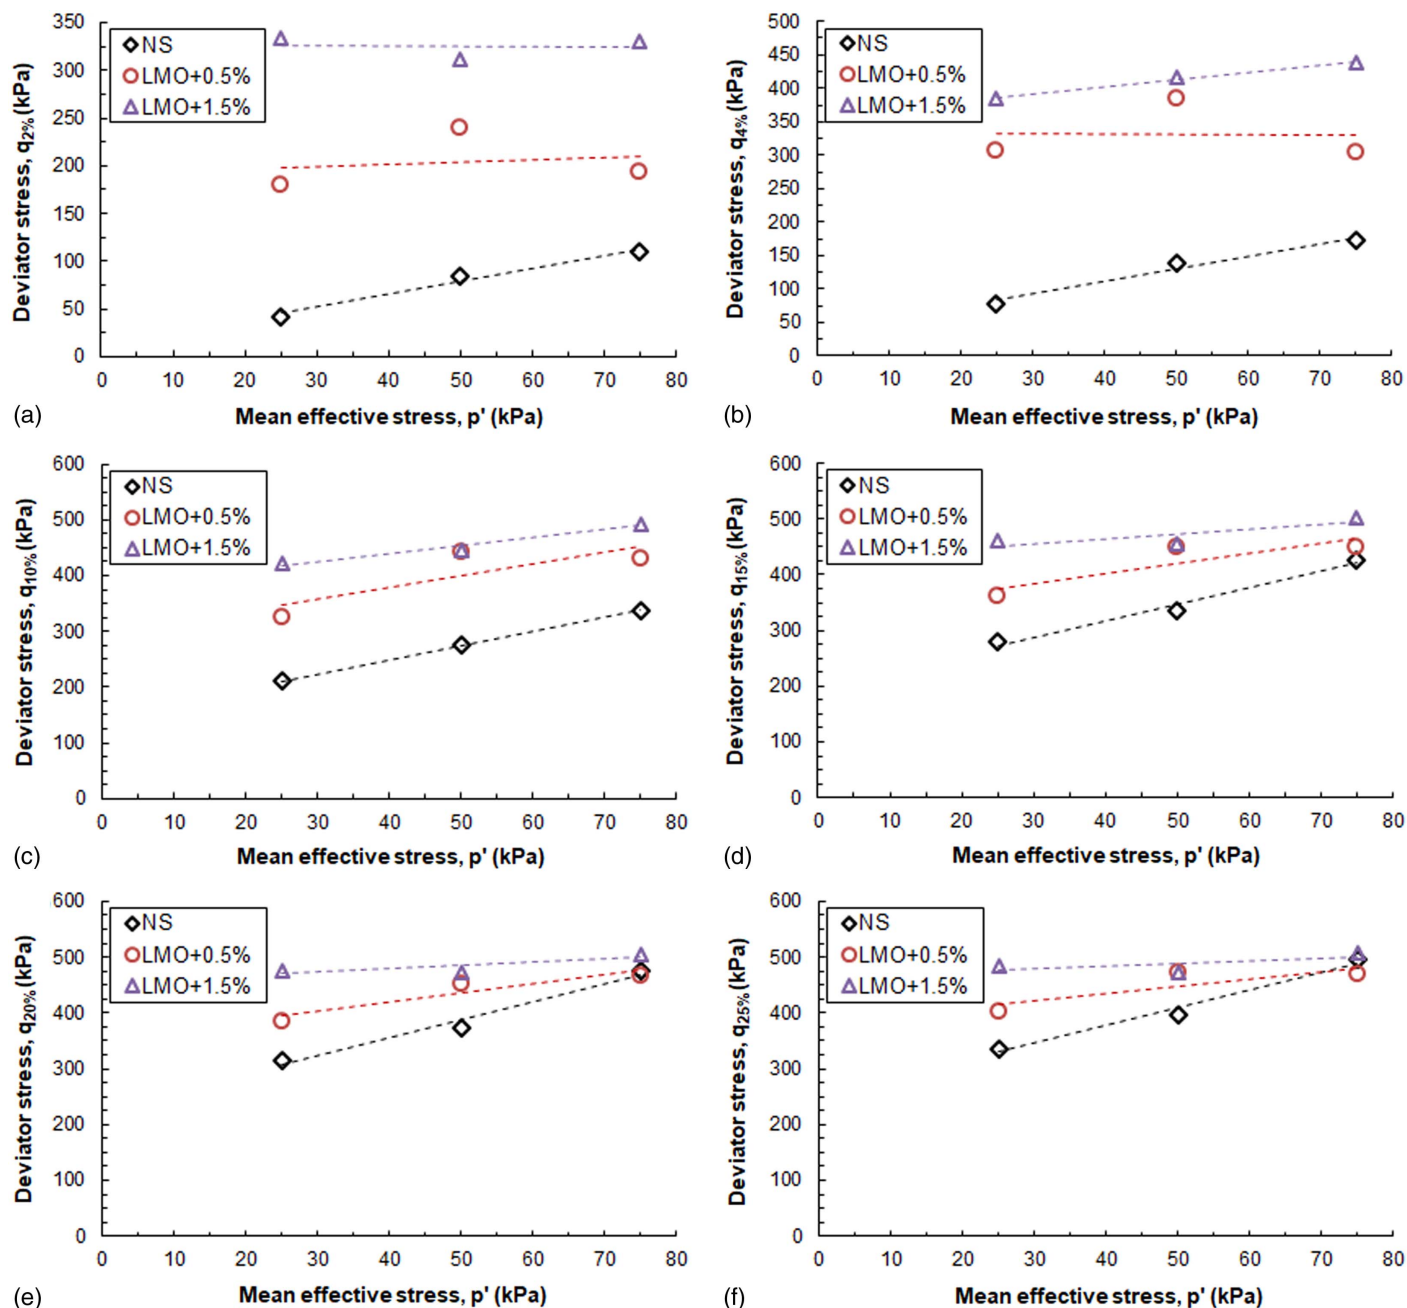 Deviator stress, q2% (kPa)
350
300
250
200
150
100
50
0
NS
LMO+0.5%
LMO+1.5%
0 10 20 30 40 50 60 70 80
(a) Mean effective stress, p' (kPa)
Deviator stress, q4% (kPa)
500
450
400
350
300
250
200
150
100
50
0
NS
LMO+0.5%
LMO+1.5%
0 10 20 30 40 50 60 70 80
(b) Mean effective stress, p' (kPa)
Deviator stress, q10% (kPa)
600
500
400
300
200
100
0
NS
LMO+0.5%
LMO+1.5%
0 10 20 30 40 50 60 70 80
(c) Mean effective stress, p' (kPa)
Deviator stress, q15% (kPa)
600
500
400
300
200
100
0
NS
LMO+0.5%
LMO+1.5%
0 10 20 30 40 50 60 70 80
(d) Mean effective stress, p' (kPa)
Deviator stress, q20% (kPa)
600
500
400
300
200
100
0
NS
LMO+0.5%
LMO+1.5%
0 10 20 30 40 50 60 70 80
(e) Mean effective stress, p' (kPa)
Deviator stress, q25% (kPa)
600
500
400
300
200
100
0
NS
LMO+0.5%
LMO+1.5%
0 10 20 30 40 50 60 70 80
(f) Mean effective stress, p' (kPa)